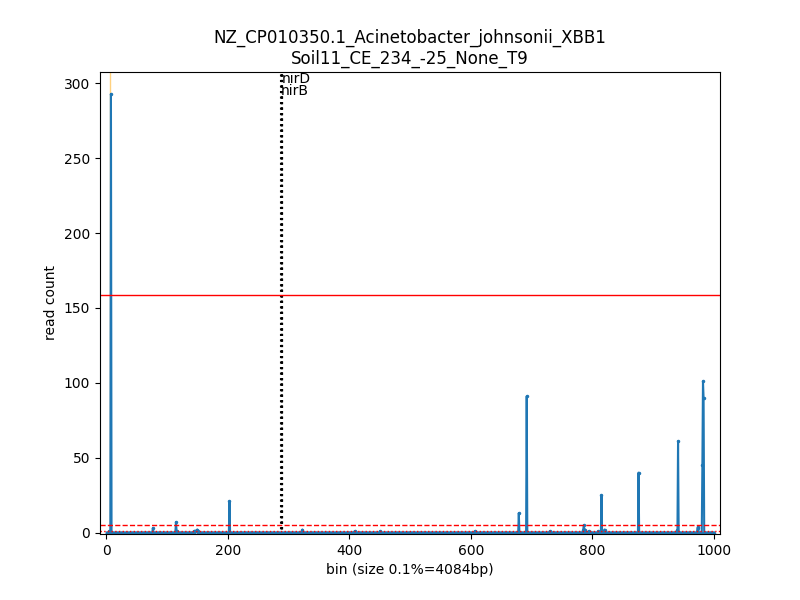 NZ_CP010350.1_Acinetobacter_johnsonii_XBB1
Soil11_CE_234_-25_None_T9
nirD
nirB
300
250
200
150
100
50
0
read count
0 200 400 600 800 1000
bin (size 0.1%=4084bp)